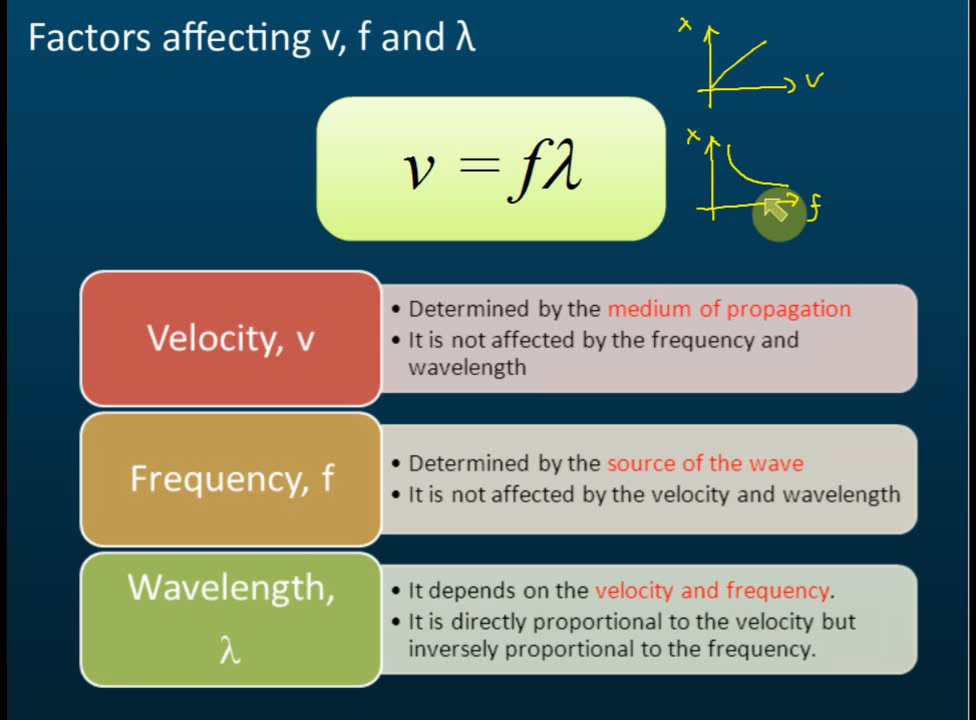 Factors affecting v, f and λ
x
v
v = fλ
x
f
Velocity, v
• Determined by the medium of propagation
• It is not affected by the frequency and
wavelength
Frequency, f
• Determined by the source of the wave
• It is not affected by the velocity and wavelength
Wavelength,
λ
• It depends on the velocity and frequency.
• It is directly proportional to the velocity but
inversely proportional to the frequency.